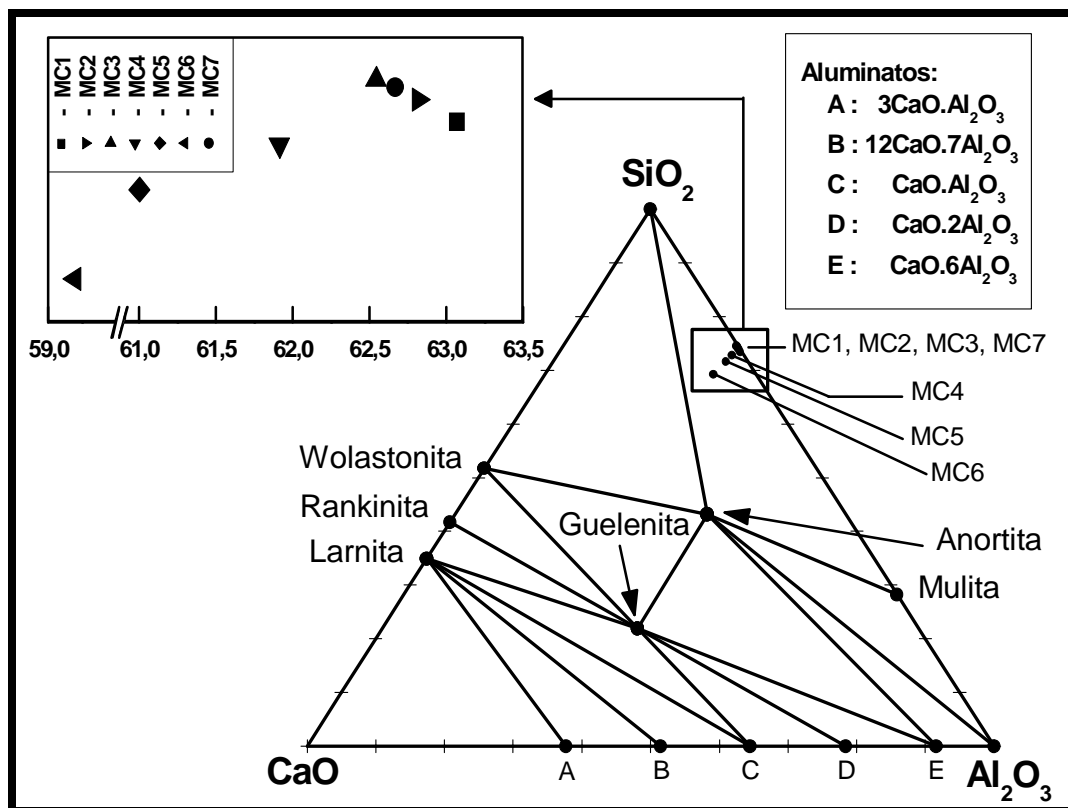 MC1
MC2
MC3
MC4
MC5
MC6
MC7
59,0 61,0 61,5 62,0 62,5 63,0 63,5
Aluminatos:
A : 3CaO.Al₂O₃
B : 12CaO.7Al₂O₃
C : CaO.Al₂O₃
D : CaO.2Al₂O₃
E : CaO.6Al₂O₃
SiO₂
MC1, MC2, MC3, MC7
MC4
MC5
MC6
Wolastonita
Rankinita
Larnita
Guelenita
Anortita
Mulita
CaO
A B C D E
Al₂O₃